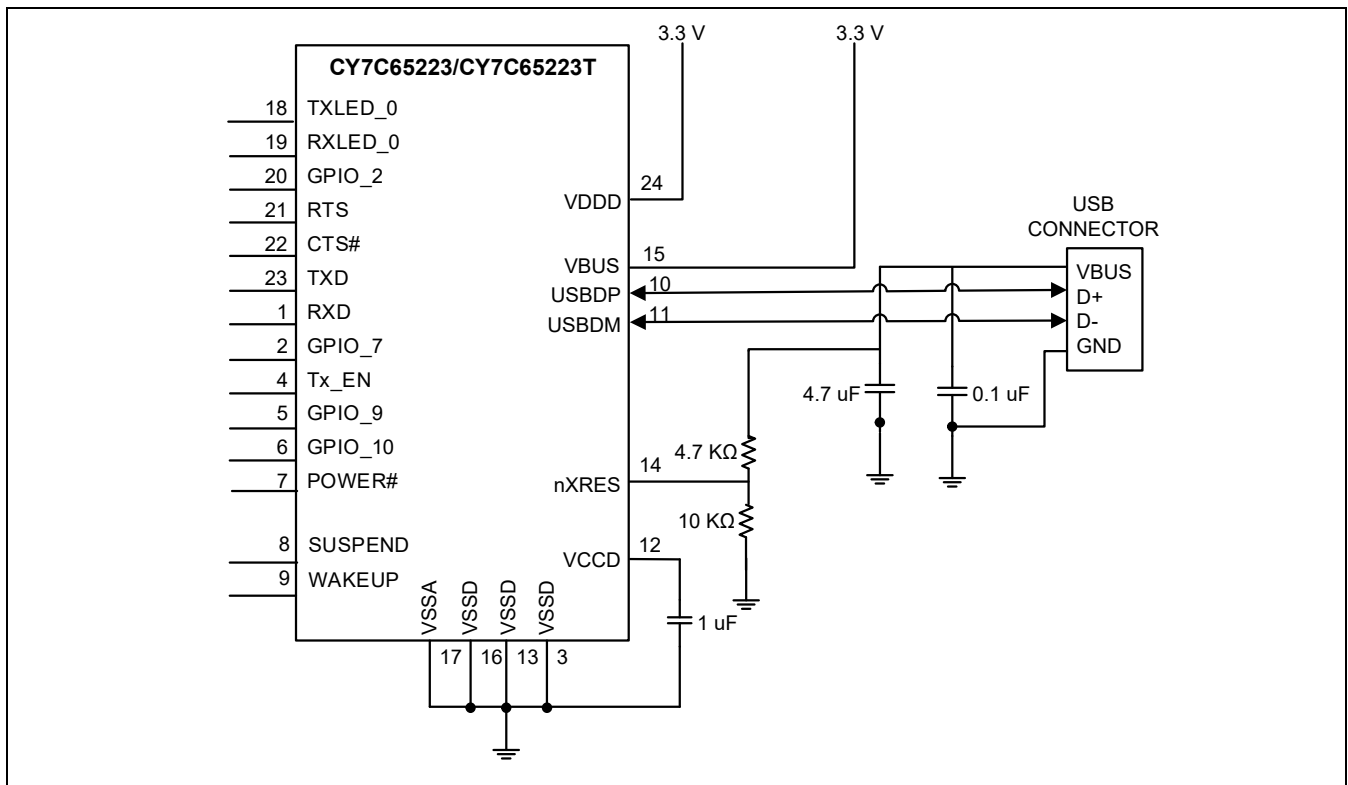 3.3 V
3.3 V
CY7C65223/CY7C65223T
18
TXLED_0
19
RXLED_0
20
GPIO_2
21
RTS
22
CTS#
23
TXD
1
RXD
2
GPIO_7
4
Tx_EN
5
GPIO_9
6
GPIO_10
7
POWER#
8
SUSPEND
9
WAKEUP
VDDD
24
VBUS
15
USBDP
10
USBDM
11
nXRES
14
VCCD
12
VSSA
VSSD
VSSD
VSSD
17
16
13
3
USB
CONNECTOR
VBUS
D+
D-
GND
4.7 uF
0.1 uF
4.7 KΩ
10 KΩ
1 uF